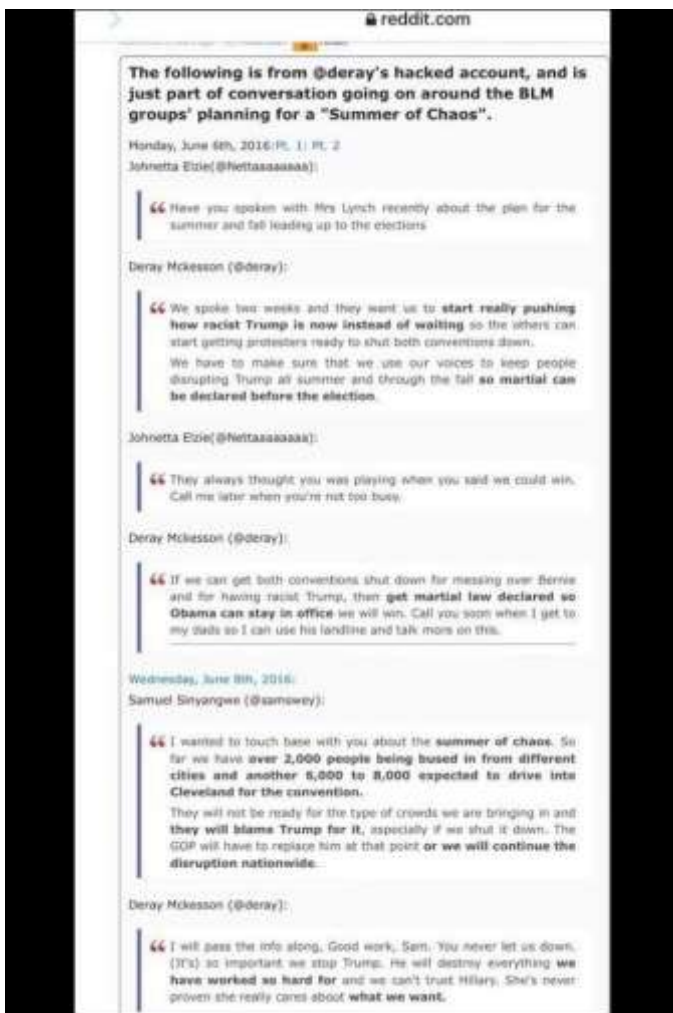 reddit.com
The following is from @deray's hacked account, and is
just part of conversation going on around the BLM
groups' planning for a "Summer of Chaos".
Monday, June 6th, 2016: Pt. 1: Pt. 2
Johnetta Elzie(@Nettaaaaaaaa):
Have you spoken with Mrs Lynch recently about the plan for the
summer and fall leading up to the elections
Deray Mckesson (@deray):
We spoke two weeks and they want us to start really pushing
how racist Trump is now instead of waiting so the others can
start getting protesters ready to shut both conventions down.
We have to make sure that we use our voices to keep people
disrupting Trump all summer and through the fall so martial can
be declared before the election.
Johnetta Elzie(@Nettaaaaaaaa):
They always thought you was playing when you said we could win.
Call me later when you're not too busy.
Deray Mckesson (@deray):
If we can get both conventions shut down for messing over Bernie
and for having racist Trump, then get martial law declared so
Obama can stay in office we will win. Call you soon when I get to
my dads so I can use his landline and talk more on this.
Wednesday, June 8th, 2016:
Samuel Sinyangwe (@samswey):
I wanted to touch base with you about the summer of chaos. So
far we have over 2,000 people being bused in from different
cities and another 6,000 to 8,000 expected to drive into
Cleveland for the convention.
They will not be ready for the type of crowds we are bringing in and
they will blame Trump for it, especially if we shut it down. The
GOP will have to replace him at that point or we will continue the
disruption nationwide.
Deray Mckesson (@deray):
I will pass the info along, Good work, Sam. You never let us down.
(It's) so important we stop Trump. He will destroy everything we
have worked so hard for and we can't trust Hillary. She's never
proven she really cares about what we want.